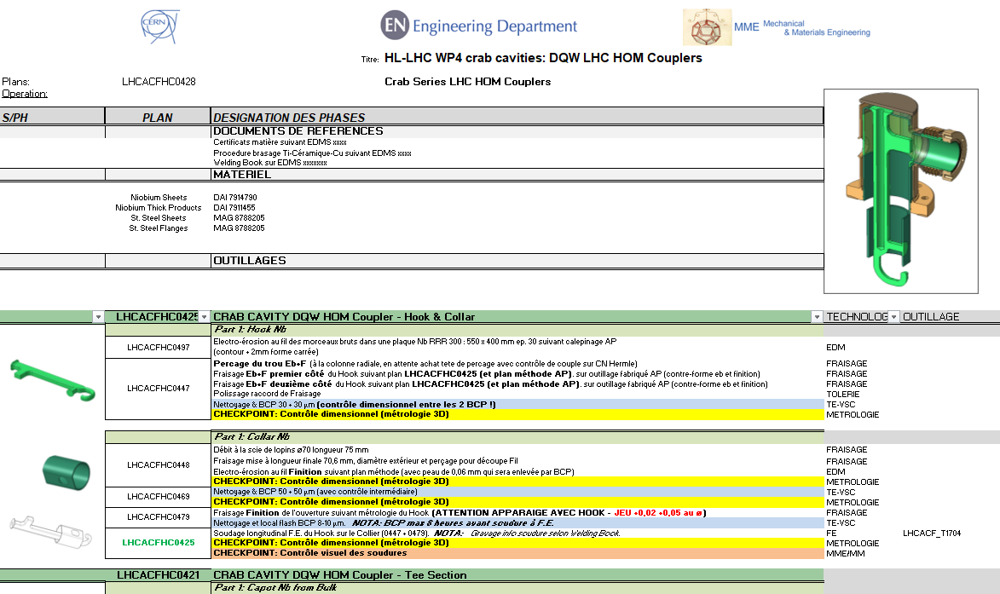 CERN
EN Engineering Department
MME Mechanical & Materials Engineering
Titre: HL-LHC WP4 crab cavities: DQW LHC HOM Couplers
Plans: LHCACFHC0428 Crab Series LHC HOM Couplers
Operation:
S/PH PLAN DESIGNATION DES PHASES
DOCUMENTS DE REFERENCES
Certificats matière suivant EDMS xxxx
Procedure brasage Ti-Céramique-Cu suivant EDMS xxxx
Welding Book sur EDMS xxxxxxx
MATERIEL
Niobium Sheets DAI 7914790
Niobium Thick Products DAI 7911455
St. Steel Sheets MAG 8788205
St. Steel Flanges MAG 8788205
OUTILLAGES
LHCACFHC0425 CRAB CAVITY DQW HOM Coupler - Hook & Collar TECHNOLOG OUTILLAGE
Part 1: Hook Nb
LHCACFHC0497 Electro-érosion au fil des morceaux bruts dans une plaque Nb RRR 300 : 550 x 400 mm ep. 30 suivant calepinage AP
(contour + 2mm forme carrée) EDM
LHCACFHC0447
Percage du trou Eb+F (à la colonne radiale, en attente achat tete de percage avec contrôle de couple sur CN Hermle) FRAISAGE
Fraisage Eb+F premier côté du Hook suivant plan LHCACFHC0425 (et plan méthode AP). sur outillage fabriqué AP (contre-forme eb et finition) FRAISAGE
Fraisage Eb+F deuxième côté du Hook suivant plan LHCACFHC0425 (et plan méthode AP). sur outillage fabriqué AP (contre-forme eb et finition) FRAISAGE
Polissage raccord de Fraisage TOLERIE
Nettoyage & BCP 30 + 30 µm (contrôle dimensionnel entre les 2 BCP !) TE-VSC
CHECKPOINT: Contrôle dimensionnel (métrologie 3D) METROLOGIE
Part 1: Collar Nb
LHCACFHC0448
Débit à la scie de lopins ø70 longueur 75 mm FRAISAGE
Fraisage mise à longueur finale 70,6 mm, diamètre extérieur et perçage pour découpe Fil FRAISAGE
Electro-érosion au fil Finition suivant plan méthode (avec peau de 0,06 mm qui sera enlevée par BCP) EDM
CHECKPOINT: Contrôle dimensionnel (métrologie 3D) METROLOGIE
LHCACFHC0469
Nettoyage & BCP 50 + 50 µm (avec contrôle intermédiaire) TE-VSC
CHECKPOINT: Contrôle dimensionnel (métrologie 3D) METROLOGIE
LHCACFHC0479
Fraisage Finition de l'ouverture suivant métrologie du Hook (ATTENTION APPARAIGE AVEC HOOK - JEU +0,02 +0,05 au ø) FRAISAGE
Nettoyage et local flash BCP 8-10 µm. NOTA: BCP max 6 heures avant soudure à F.E. TE-VSC
LHCACFHC0425
Soudage longitudinal F.E. du Hook sur le Collier (0447 + 0479). NOTA: Gravage info soudure selon Welding Book. FE LHCACF_T1704
CHECKPOINT: Contrôle dimensionnel (métrologie 3D) METROLOGIE
CHECKPOINT: Contrôle visuel des soudures MME/MM
LHCACFHC0421 CRAB CAVITY DQW HOM Coupler - Tee Section
Part 1: Capot Nb from Bulk